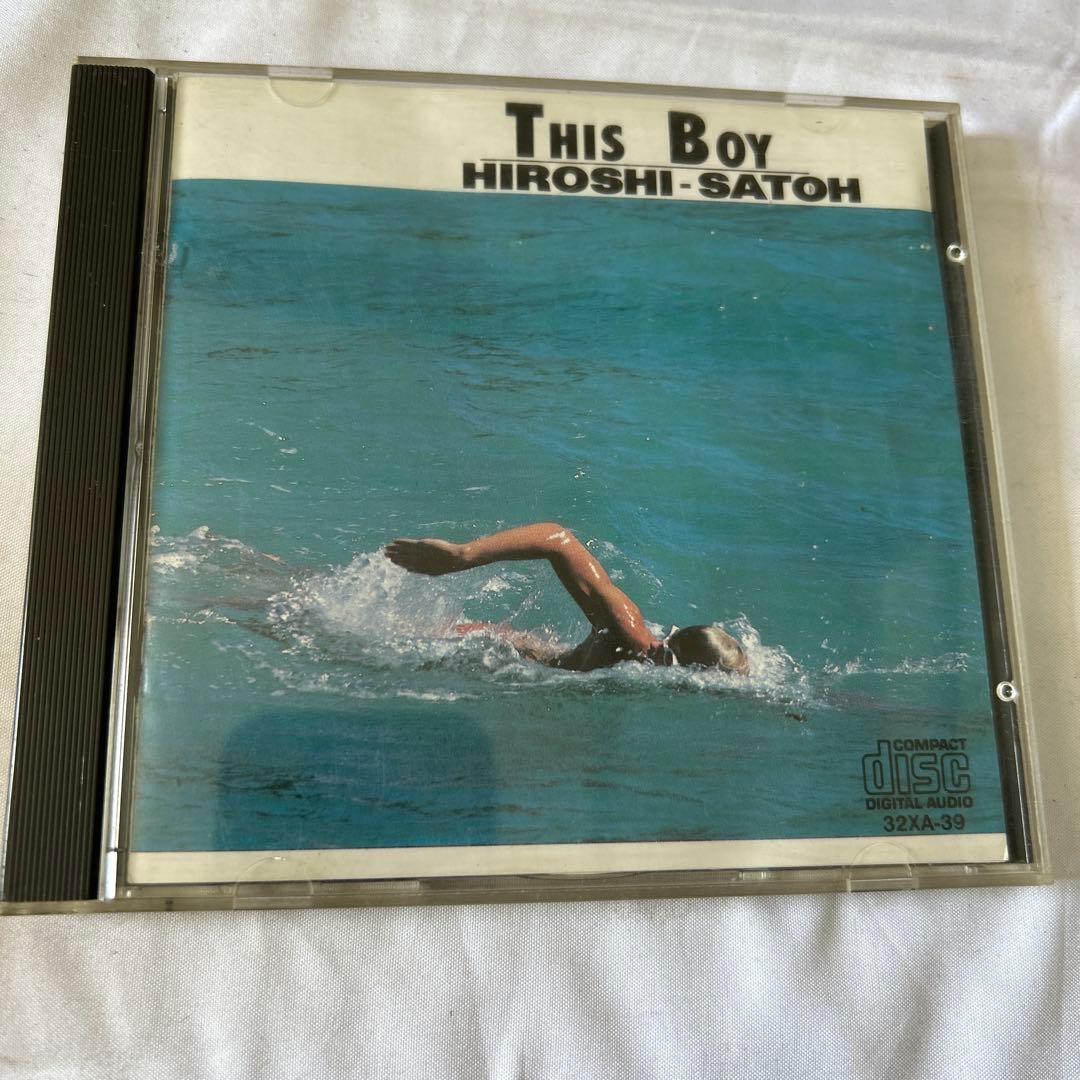 THIS BOY
HIROSHI-SATOH
COMPACT
disc
DIGITAL AUDIO
32XA-39